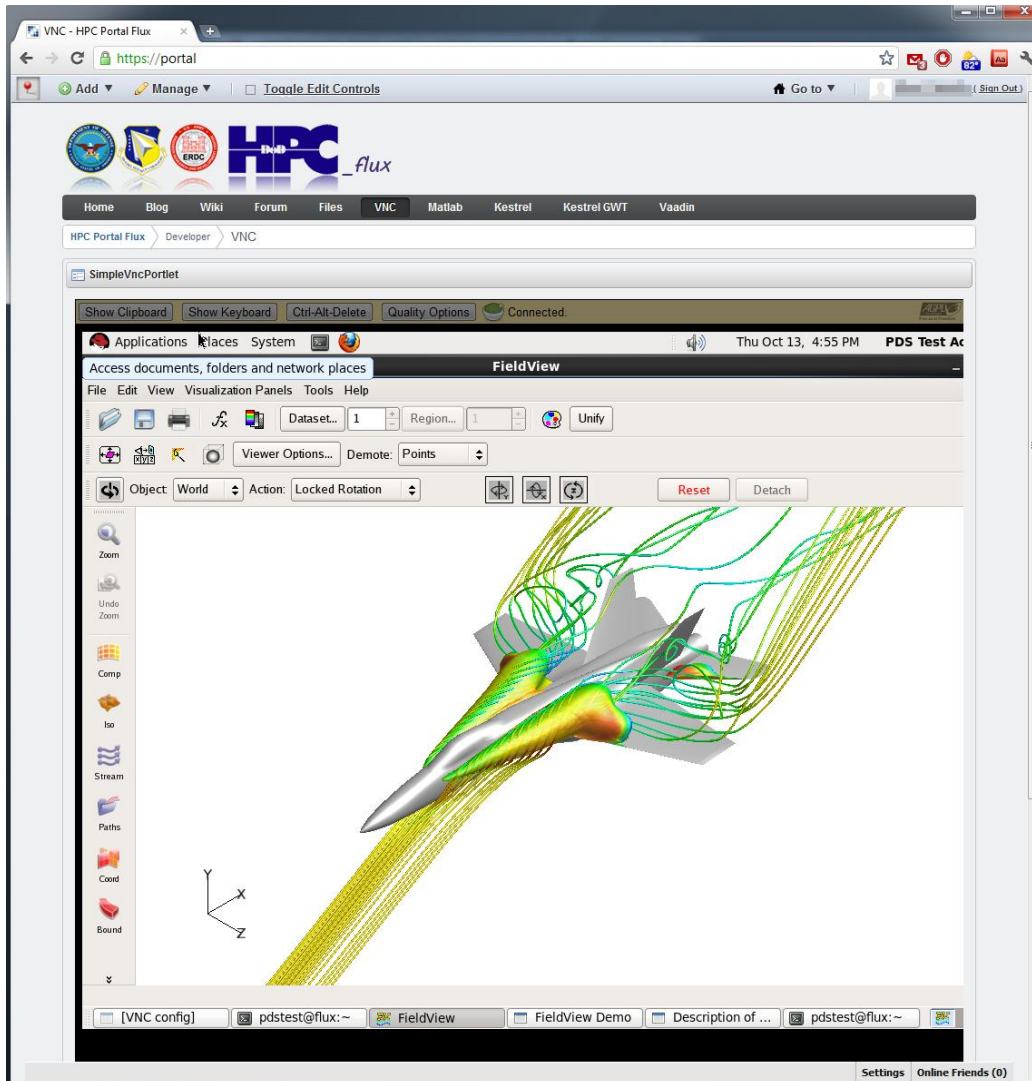 VNC - HPC Portal Flux
https://portal
82°
Add Manage Toggle Edit Controls Go to (Sign Out)
ERDC DoD HPC _flux
Home Blog Wiki Forum Files VNC Matlab Kestrel Kestrel GWT Vaadin
HPC Portal Flux Developer VNC
SimpleVncPortlet
Show Clipboard Show Keyboard Ctrl-Alt-Delete Quality Options Connected.
Applications Places System Thu Oct 13, 4:55 PM PDS Test Ac
Access documents, folders and network places FieldView
File Edit View Visualization Panels Tools Help
Dataset... 1 Region... 1 Unify
Viewer Options... Demote: Points
Object: World Action: Locked Rotation Reset Detach
Zoom
Undo
Zoom
Comp
Iso
Stream
Paths
Coord
Bound
Y
X
Z
[VNC config] pdstest@flux:~ FieldView FieldView Demo Description of ... pdstest@flux:~
Settings Online Friends (0)